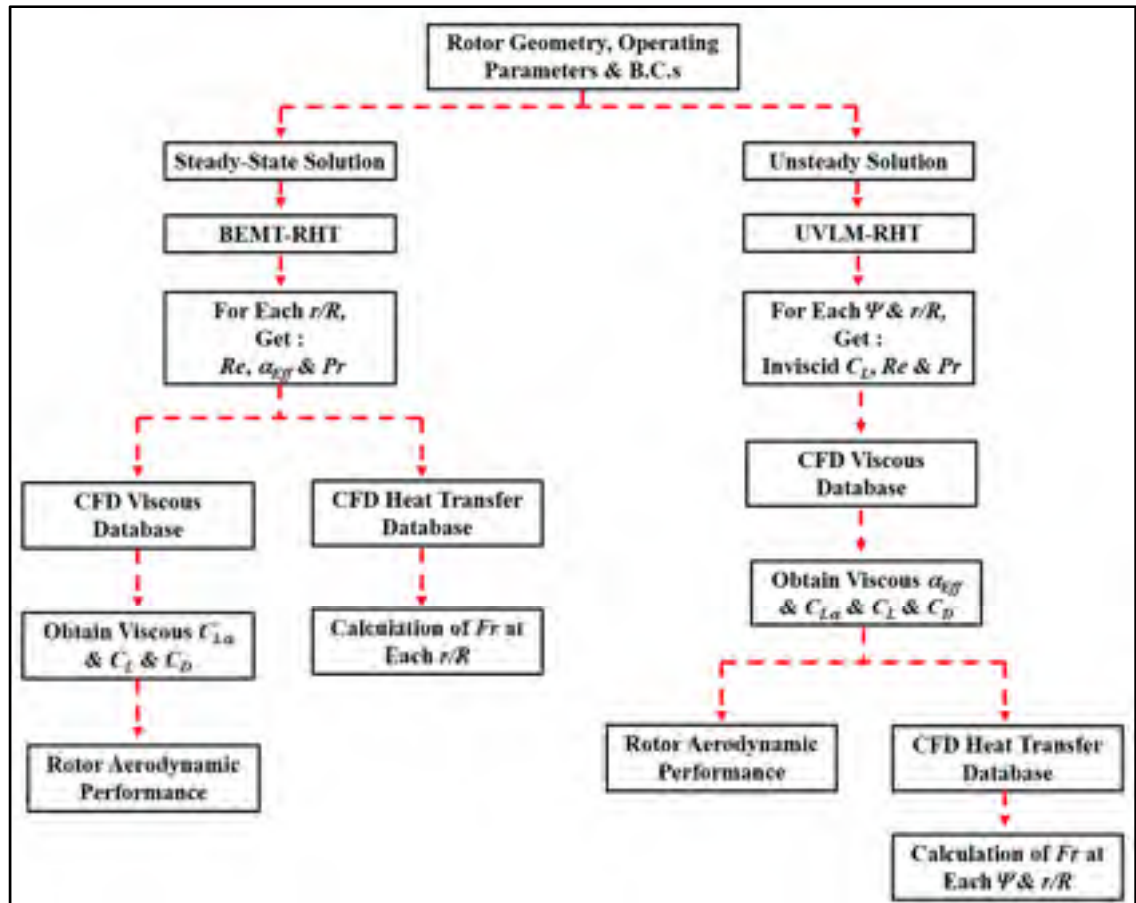 Rotor Geometry, Operating
Parameters & B.C.s
Steady-State Solution
BEMT-RHT
For Each r/R,
Get :
Re, αEff & Pr
CFD Viscous
Database
Obtain Viscous CLα
& CL & CD
Rotor Aerodynamic
Performance
CFD Heat Transfer
Database
Calculation of Fr at
Each r/R
Unsteady Solution
UVLM-RHT
For Each Ψ & r/R,
Get :
Inviscid CL, Re & Pr
CFD Viscous
Database
Obtain Viscous αEff
& CLα & CL & CD
Rotor Aerodynamic
Performance
CFD Heat Transfer
Database
Calculation of Fr at
Each Ψ & r/R